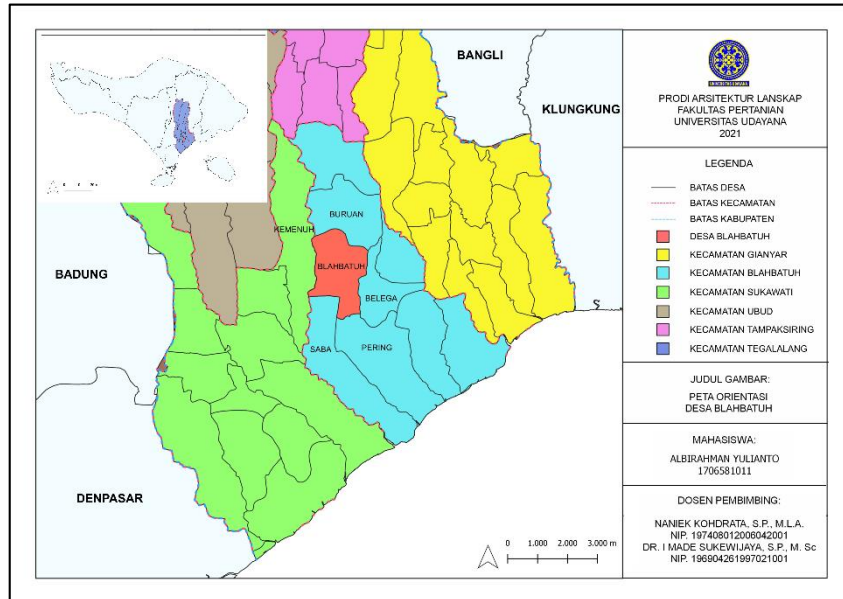 BANGLI
KLUNGKUNG
KEMENUH
BURUAN
BADUNG
BLAHBATUH
BELEGA
SABA
PERING
DENPASAR
0 1.000 2.000 3.000 m
UNIVERSITAS UDAYANA
PRODI ARSITEKTUR LANSKAP
FAKULTAS PERTANIAN
UNIVERSITAS UDAYANA
2021
LEGENDA
BATAS DESA
BATAS KECAMATAN
BATAS KABUPATEN
DESA BLAHBATUH
KECAMATAN GIANYAR
KECAMATAN BLAHBATUH
KECAMATAN SUKAWATI
KECAMATAN UBUD
KECAMATAN TAMPAKSIRING
KECAMATAN TEGALALANG
JUDUL GAMBAR:
PETA ORIENTASI
DESA BLAHBATUH
MAHASISWA:
ALBIRAHMAN YULIANTO
1706581011
DOSEN PEMBIMBING:
NANIEK KOHDRATA, S.P., M.L.A.
NIP. 197408012006042001
DR. I MADE SUKEWIJAYA, S.P., M. Sc
NIP. 196904261997021001